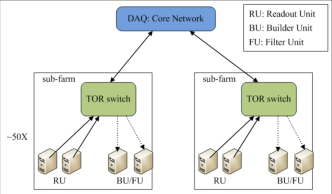 DAQ: Core Network
RU: Readout Unit
BU: Builder Unit
FU: Filter Unit
sub-farm
sub-farm
TOR switch
TOR switch
~50X
RU
BU/FU
RU
BU/FU